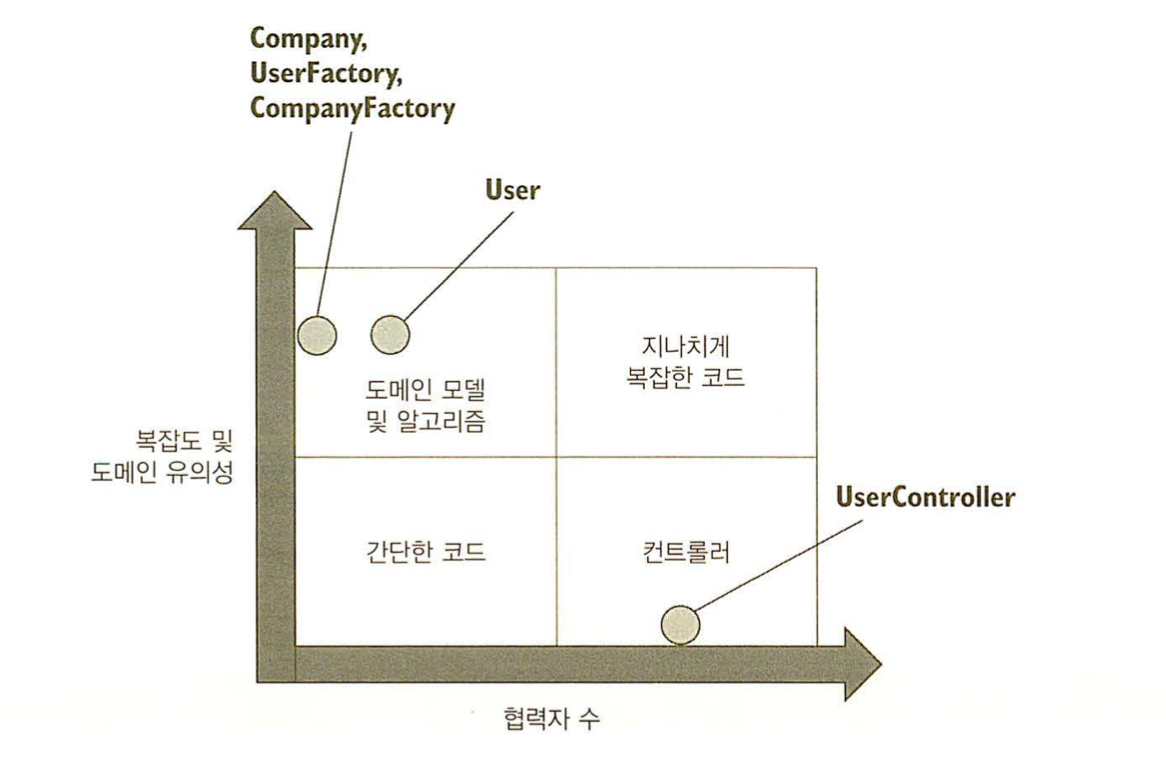 Company,
UserFactory,
CompanyFactory
User
지나치게
복잡한 코드
도메인 모델
및 알고리즘
복잡도 및
도메인 유의성
UserController
간단한 코드
컨트롤러
협력자 수